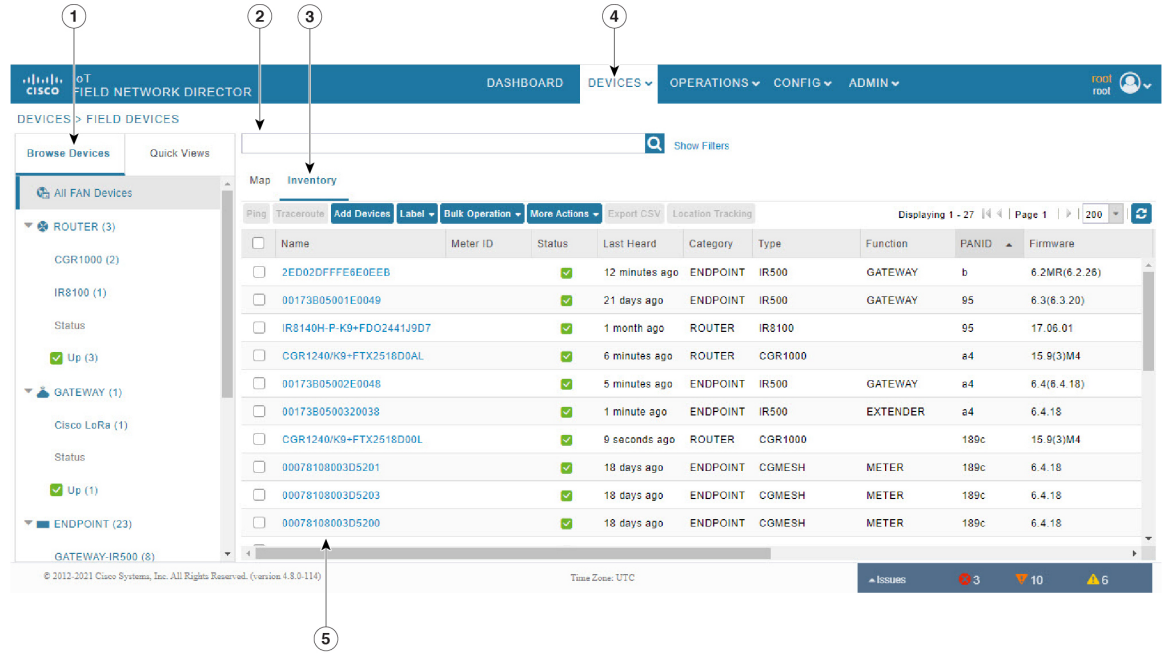 1 2 3 4
CISCO IoT FIELD NETWORK DIRECTOR
DASHBOARD DEVICES OPERATIONS CONFIG ADMIN
root
root
DEVICES > FIELD DEVICES
Browse Devices Quick Views
Show Filters
All FAN Devices
Map Inventory
ROUTER (3)
CGR1000 (2)
IR8100 (1)
Status
Up (3)
GATEWAY (1)
Cisco LoRa (1)
Status
Up (1)
ENDPOINT (23)
GATEWAY-IR500 (8)
Ping Traceroute Add Devices Label Bulk Operation More Actions Export CSV Location Tracking Displaying 1 - 27 Page 1 200
Name Meter ID Status Last Heard Category Type Function PANID Firmware
2ED02DFFFE6E0EEB 12 minutes ago ENDPOINT IR500 GATEWAY b 6.2MR(6.2.26)
00173B05001E0049 21 days ago ENDPOINT IR500 GATEWAY 95 6.3(6.3.20)
IR8140H-P-K9+FDO2441J9D7 1 month ago ROUTER IR8100 95 17.06.01
CGR1240/K9+FTX2518D0AL 6 minutes ago ROUTER CGR1000 a4 15.9(3)M4
00173B05002E0048 5 minutes ago ENDPOINT IR500 GATEWAY a4 6.4(6.4.18)
00173B0500320038 1 minute ago ENDPOINT IR500 EXTENDER a4 6.4.18
CGR1240/K9+FTX2518D00L 9 seconds ago ROUTER CGR1000 189c 15.9(3)M4
00078108003D5201 18 days ago ENDPOINT CGMESH METER 189c 6.4.18
00078108003D5203 18 days ago ENDPOINT CGMESH METER 189c 6.4.18
00078108003D5200 18 days ago ENDPOINT CGMESH METER 189c 6.4.18
© 2012-2021 Cisco Systems, Inc. All Rights Reserved. (version 4.8.0-114) Time Zone: UTC Issues 3 10 6
5